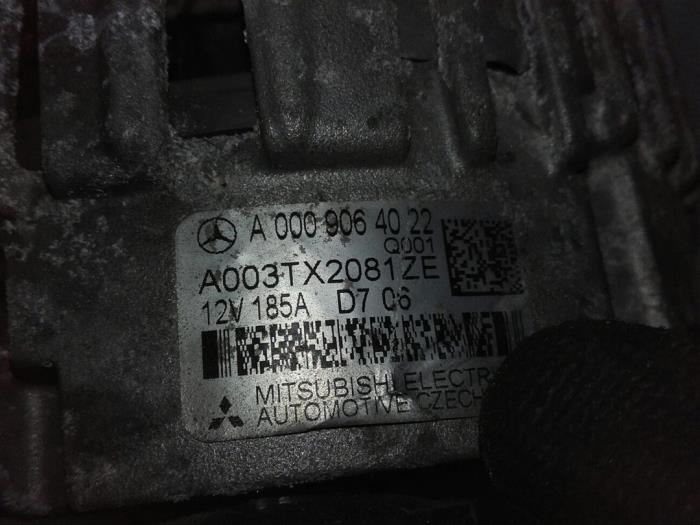 A 000 906 40 22
Q001
A003TX2081ZE
12V 185A D7 06
MITSUBISHI ELECTR
AUTOMOTIVE CZECH